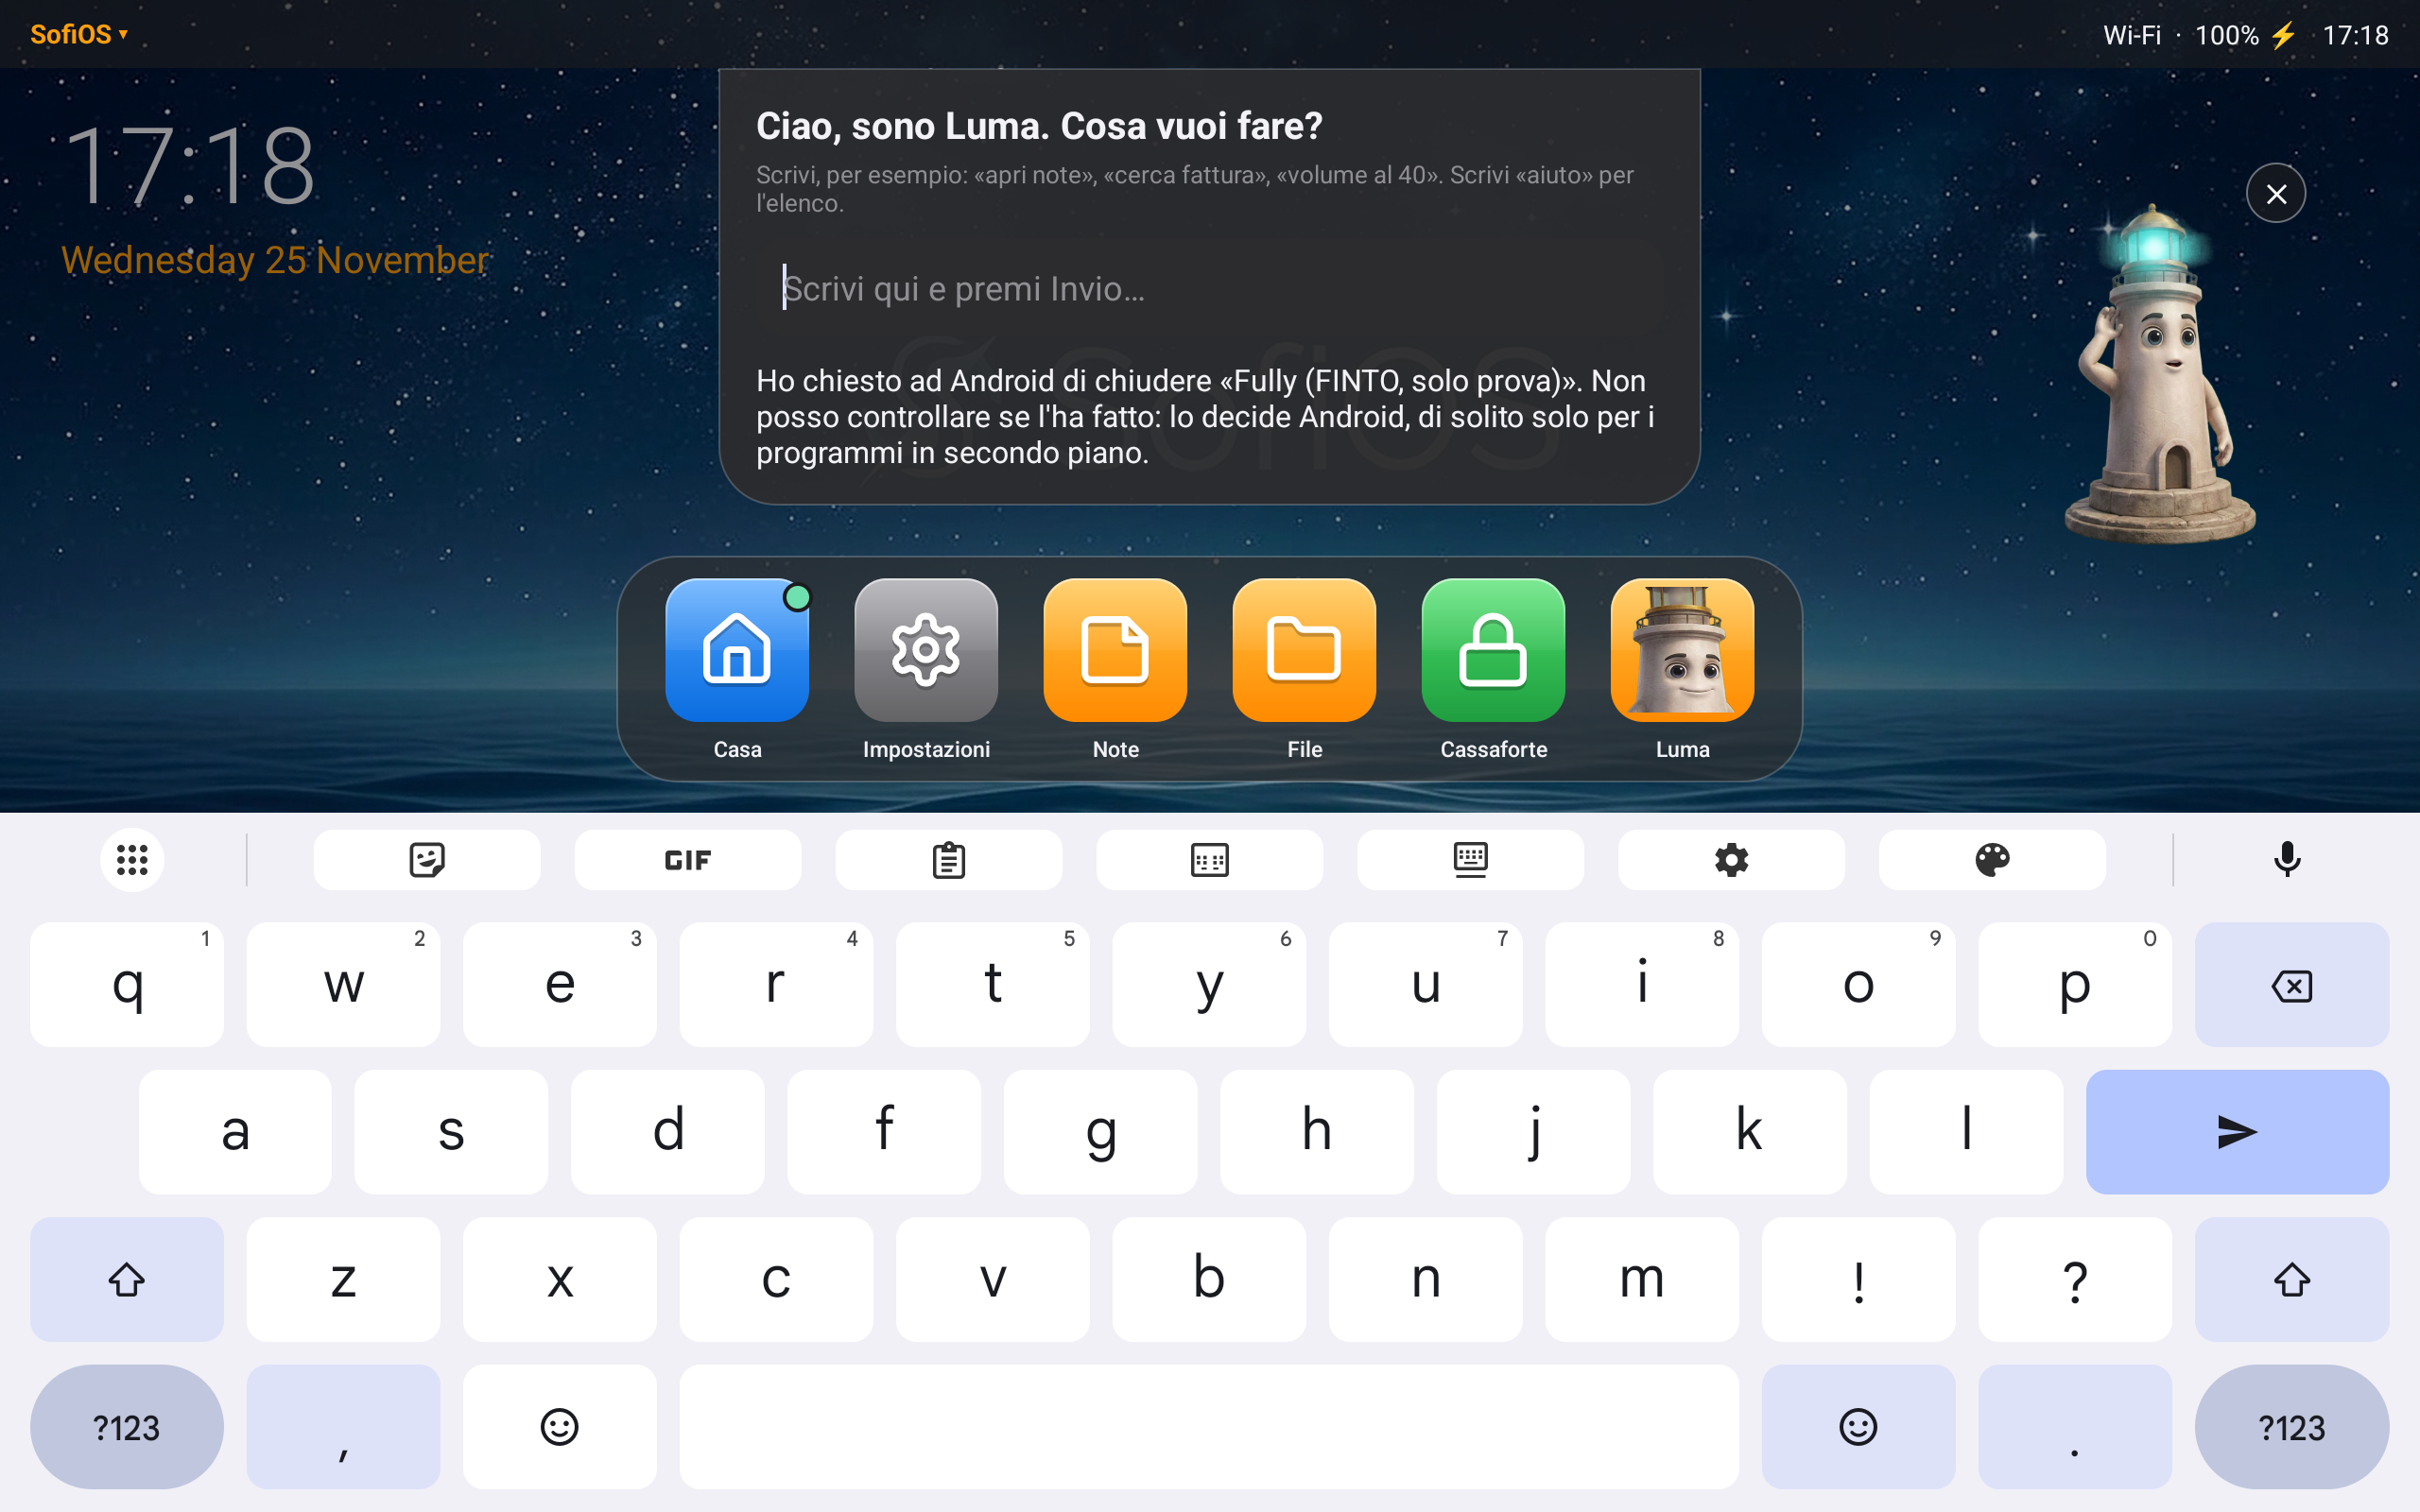 SofiOS ▾
Wi-Fi · 100% ⚡ 17:18
17:18
Wednesday 25 November
Ciao, sono Luma. Cosa vuoi fare?
Scrivi, per esempio: «apri note», «cerca fattura», «volume al 40». Scrivi «aiuto» per
l'elenco.
Scrivi qui e premi Invio…
SofiOS
Ho chiesto ad Android di chiudere «Fully (FINTO, solo prova)». Non
posso controllare se l'ha fatto: lo decide Android, di solito solo per i
programmi in secondo piano.
Casa Impostazioni Note File Cassaforte Luma
GIF
q 1 w 2 e 3 r 4 t 5 y 6 u 7 i 8 o 9 p 0
a s d f g h j k l
z x c v b n m ! ?
?123 , . ?123